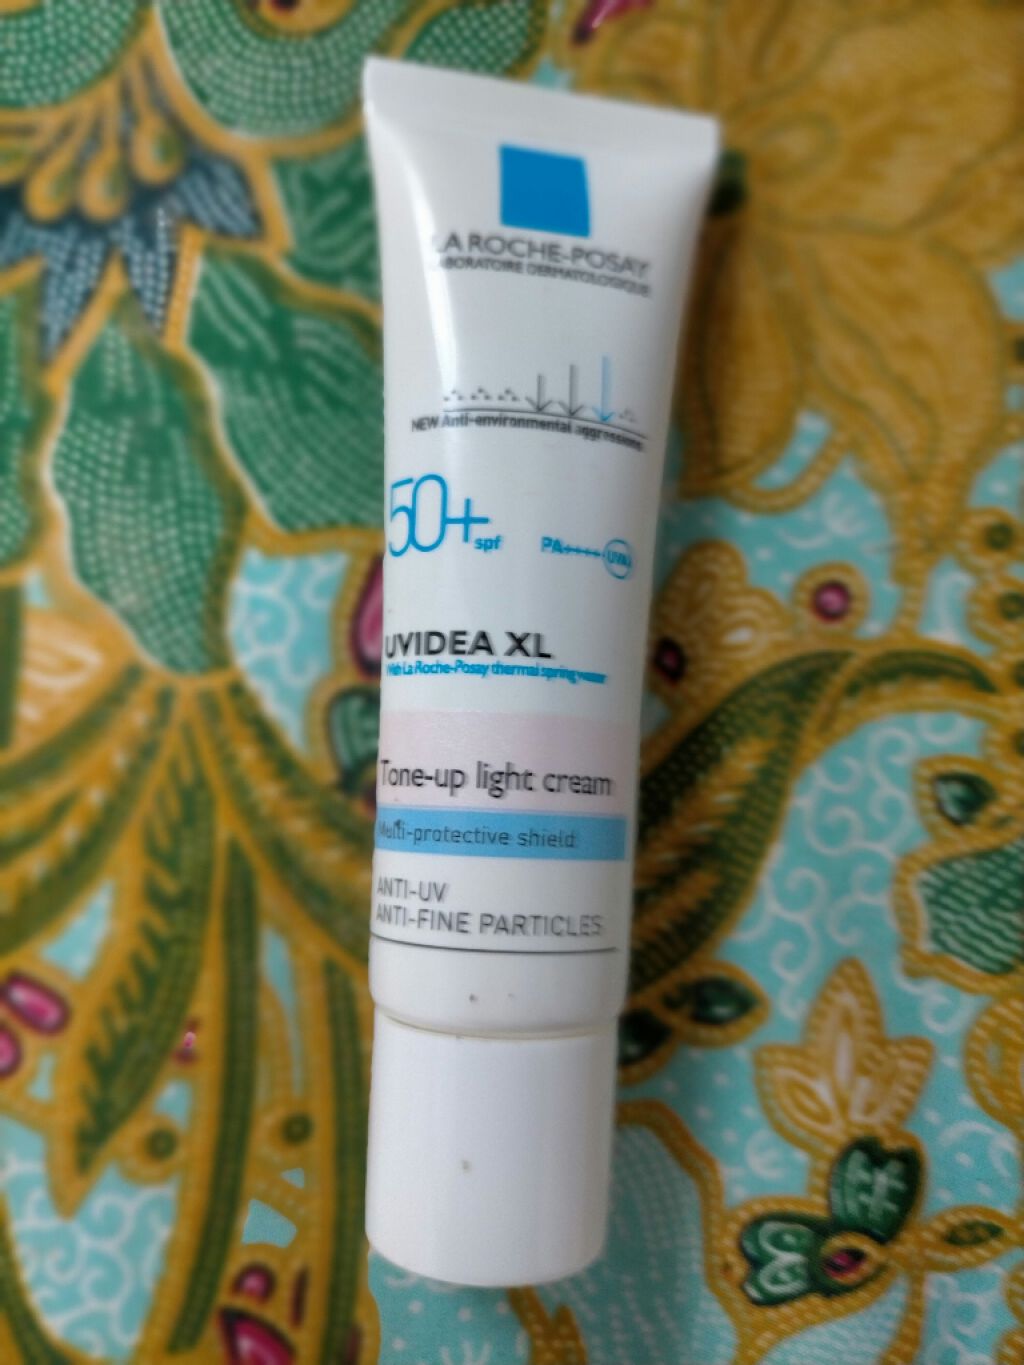 LA ROCHE-POSAY
LABORATOIRE DERMATOLOGIQUE
NEW Anti-environmental aggressions
50+ spf PA++++ UVA
UVIDEA XL
With La Roche-Posay thermal spring water
Tone-up light cream
Multi-protective shield
ANTI-UV
ANTI-FINE PARTICLES